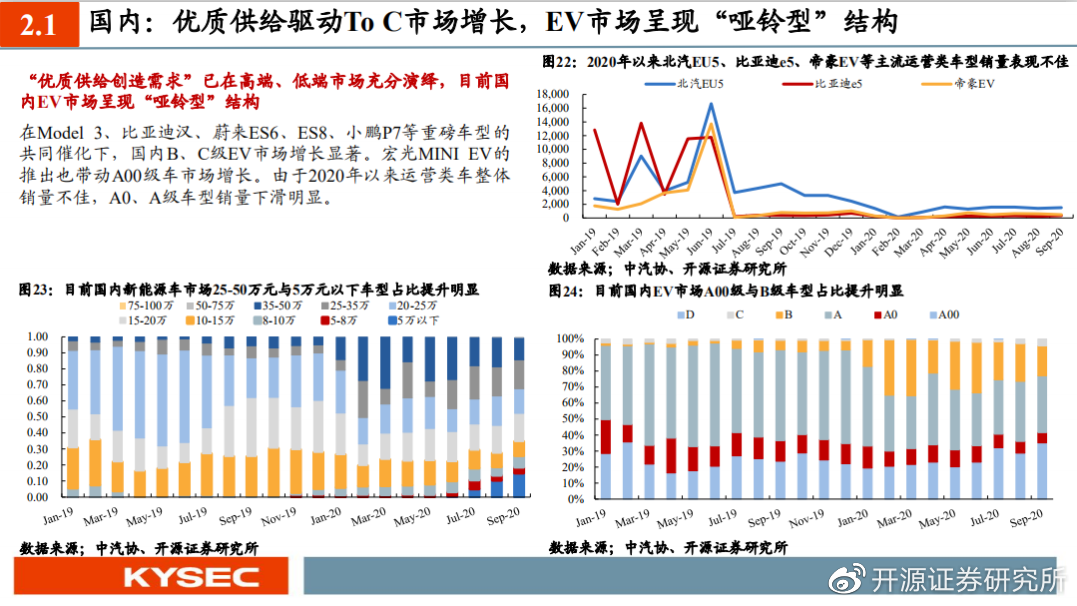 2.1 国内：优质供给驱动To C市场增长，EV市场呈现“哑铃型”结构
“优质供给创造需求”已在高端、低端市场充分演绎，目前国
内EV市场呈现“哑铃型”结构
在Model 3、比亚迪汉、蔚来ES6、ES8、小鹏P7等重磅车型的
共同催化下，国内B、C级EV市场增长显著。宏光MINI EV的
推出也带动A00级车市场增长。由于2020年以来运营类车整体
销量不佳，A0、A级车型销量下滑明显。
图22：2020年以来北汽EU5、比亚迪e5、帝豪EV等主流运营类车型销量表现不佳
北汽EU5 比亚迪e5 帝豪EV
18,000
16,000
14,000
12,000
10,000
8,000
6,000
4,000
2,000
0
Jan-19 Feb-19 Mar-19 Apr-19 May-19 Jun-19 Jul-19 Aug-19 Sep-19 Oct-19 Nov-19 Dec-19 Jan-20 Feb-20 Mar-20 Apr-20 May-20 Jun-20 Jul-20 Aug-20 Sep-20
数据来源：中汽协、开源证券研究所
图23：目前国内新能源车市场25-50万元与5万元以下车型占比提升明显
75-100万 50-75万 35-50万 25-35万 20-25万
15-20万 10-15万 8-10万 5-8万 5万以下
1.00
0.90
0.80
0.70
0.60
0.50
0.40
0.30
0.20
0.10
0.00
Jan-19 Mar-19 May-19 Jul-19 Sep-19 Nov-19 Jan-20 Mar-20 May-20 Jul-20 Sep-20
数据来源：中汽协、开源证券研究所
图24：目前国内EV市场A00级与B级车型占比提升明显
D C B A A0 A00
100%
90%
80%
70%
60%
50%
40%
30%
20%
10%
0%
Jan-19 Mar-19 May-19 Jul-19 Sep-19 Nov-19 Jan-20 Mar-20 May-20 Jul-20 Sep-20
数据来源：中汽协、开源证券研究所
KYSEC
开源证券研究所